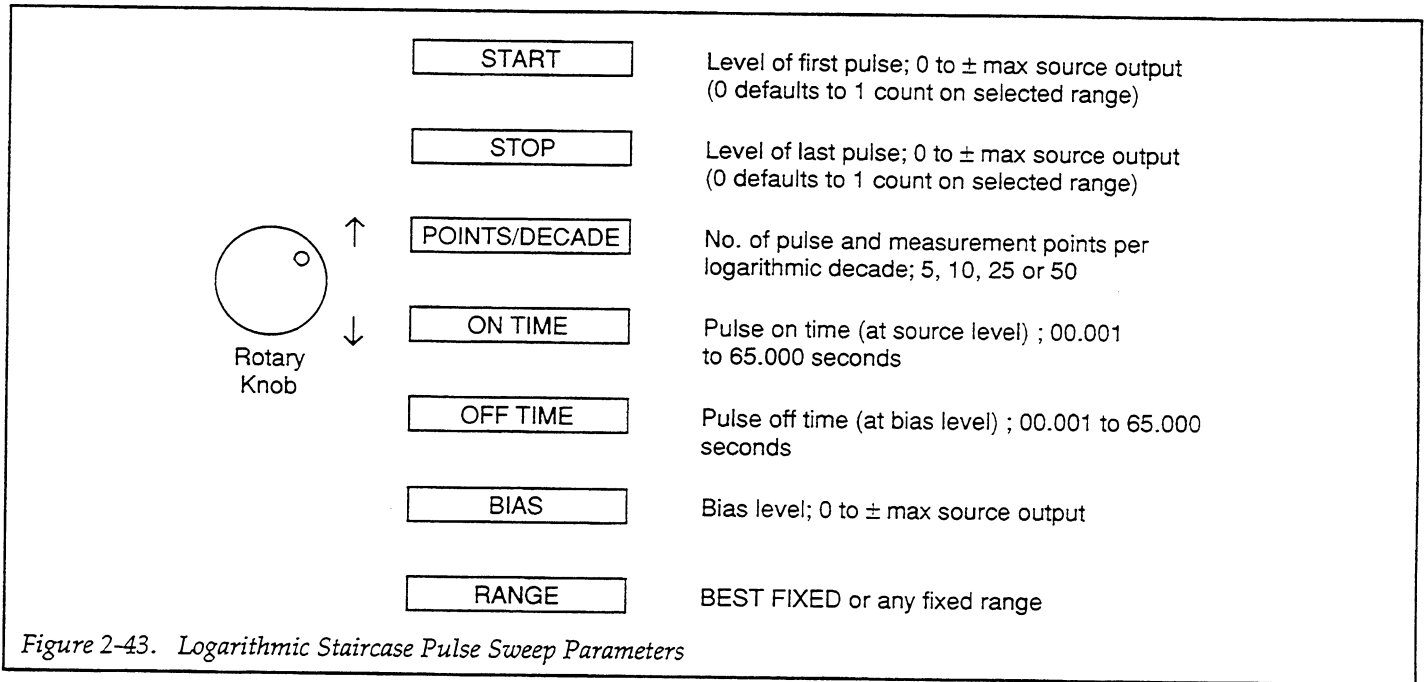 START
Level of first pulse; 0 to ± max source output
(0 defaults to 1 count on selected range)
STOP
Level of last pulse; 0 to ± max source output
(0 defaults to 1 count on selected range)
↑
POINTS/DECADE
No. of pulse and measurement points per
logarithmic decade; 5, 10, 25 or 50
↓
Rotary
Knob
ON TIME
Pulse on time (at source level) ; 00.001
to 65.000 seconds
OFF TIME
Pulse off time (at bias level) ; 00.001 to 65.000
seconds
BIAS
Bias level; 0 to ± max source output
RANGE
BEST FIXED or any fixed range
Figure 2-43. Logarithmic Staircase Pulse Sweep Parameters